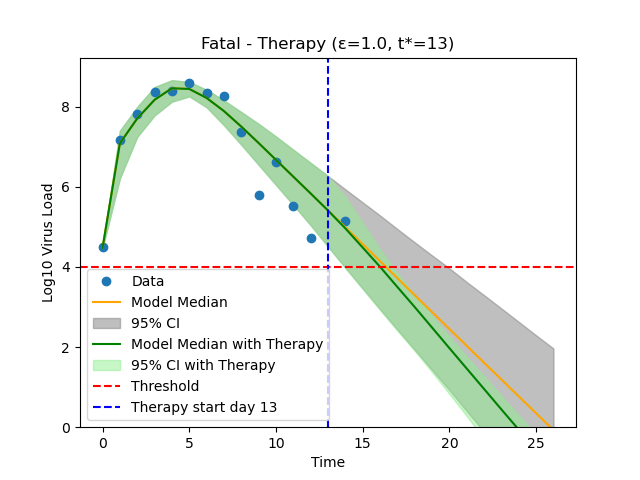 Fatal - Therapy (ε=1.0, t*=13)
Log10 Virus Load
8
6
4
2
0
Data
Model Median
95% CI
Model Median with Therapy
95% CI with Therapy
Threshold
Therapy start day 13
0 5 10 15 20 25
Time